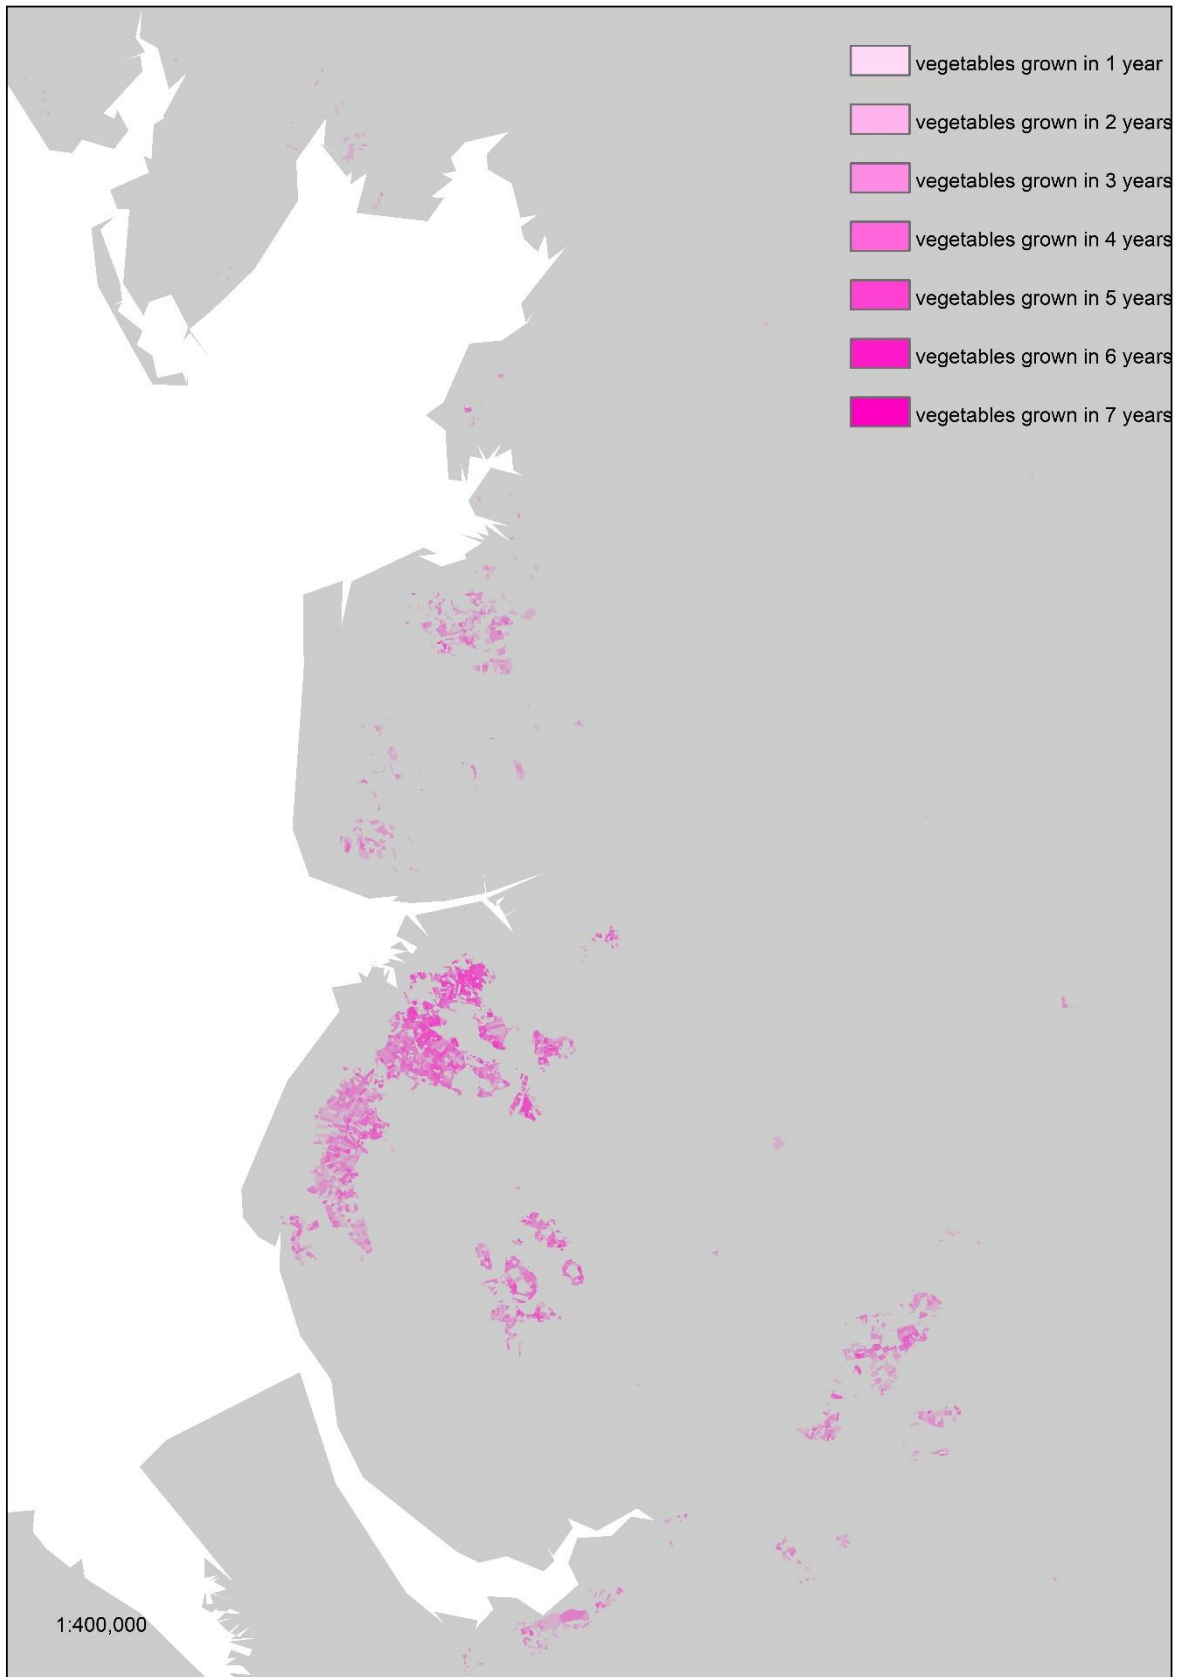 vegetables grown in 1 year
vegetables grown in 2 years
vegetables grown in 3 years
vegetables grown in 4 years
vegetables grown in 5 years
vegetables grown in 6 years
vegetables grown in 7 years
1:400,000